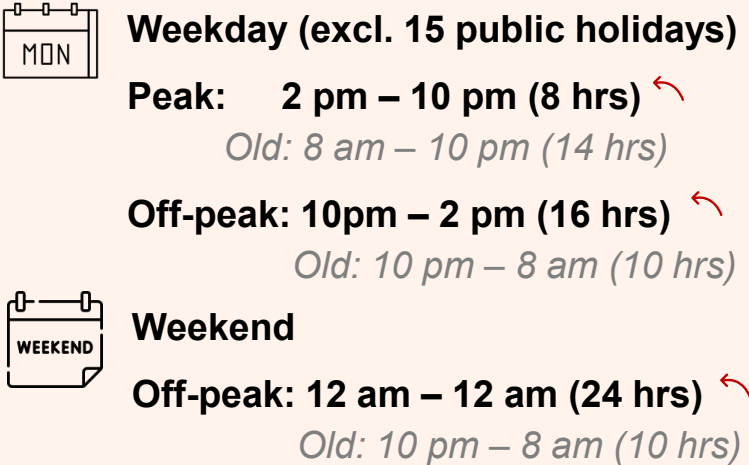 MON
Weekday (excl. 15 public holidays)
Peak: 2 pm – 10 pm (8 hrs)
Old: 8 am – 10 pm (14 hrs)
Off-peak: 10pm – 2 pm (16 hrs)
Old: 10 pm – 8 am (10 hrs)
WEEKEND
Weekend
Off-peak: 12 am – 12 am (24 hrs)
Old: 10 pm – 8 am (10 hrs)